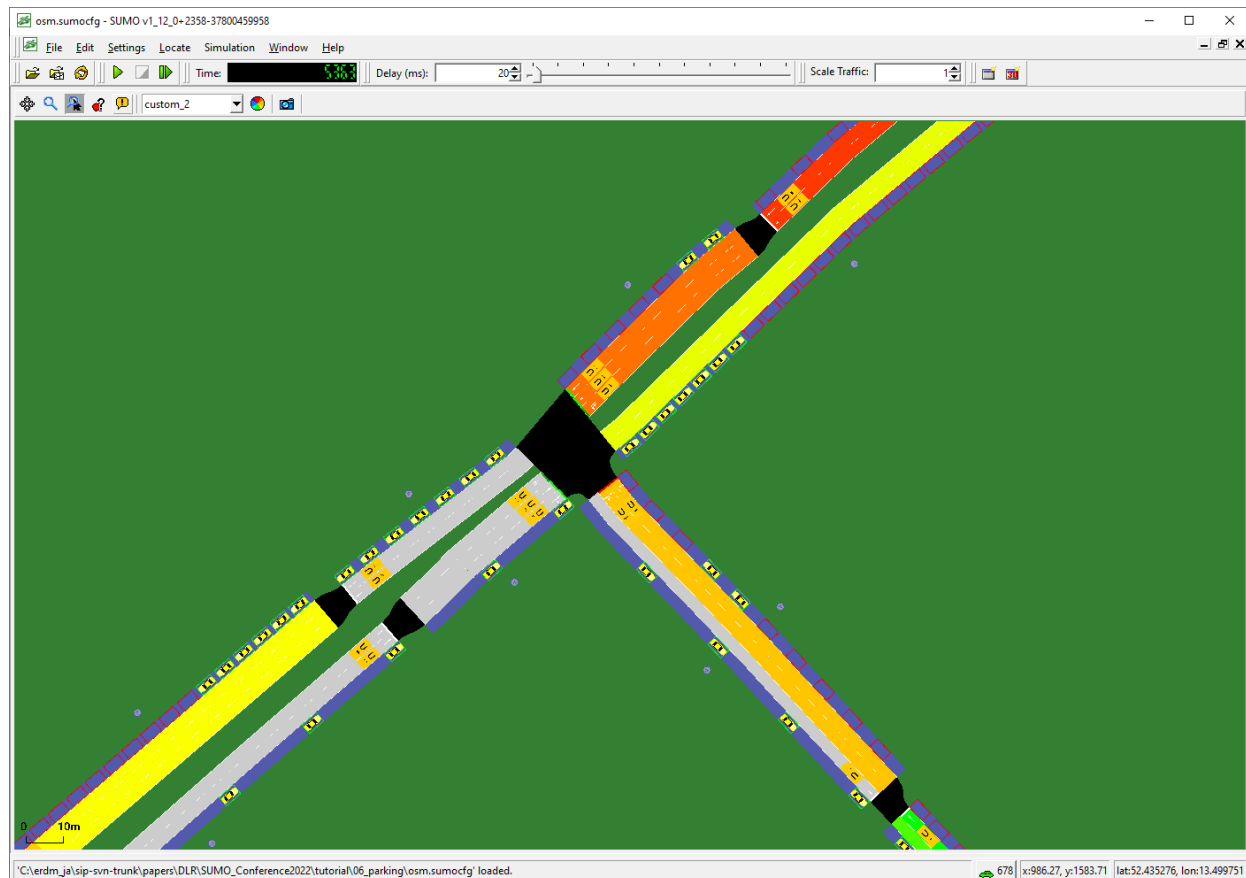 osm.sumocfg - SUMO v1_12_0+2358-37800459958
File Edit Settings Locate Simulation Window Help
Time: 5363 Delay (ms): 20 Scale Traffic: 1
custom_2
0 10m
'C:\erdm_ja\sip-svn-trunk\papers\DLR\SUMO_Conference2022\tutorial\06_parking\osm.sumocfg' loaded. 678 x:986.27, y:1583.71 lat:52.435276, lon:13.499751